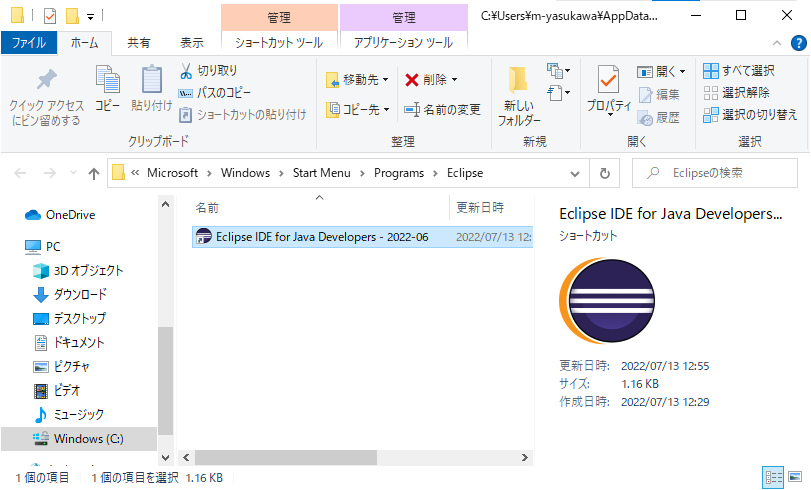 管理
管理
C:¥Users¥m-yasukawa¥AppData...
ファイル
ホーム
共有
表示
ショートカット ツール
アプリケーション ツール
クイック アクセス
にピン留めする
コピー
貼り付け
切り取り
パスのコピー
ショートカットの貼り付け
クリップボード
移動先
コピー先
削除
名前の変更
整理
新しい
フォルダー
新規
プロパティ
開く
編集
履歴
開く
すべて選択
選択解除
選択の切り替え
選択
« Microsoft > Windows > Start Menu > Programs > Eclipse
Eclipseの検索
OneDrive
PC
3D オブジェクト
ダウンロード
デスクトップ
ドキュメント
ピクチャ
ビデオ
ミュージック
Windows (C:)
名前
更新日時
Eclipse IDE for Java Developers - 2022-06
2022/07/13 12:
Eclipse IDE for Java Developers...
ショートカット
更新日時: 2022/07/13 12:55
サイズ: 1.16 KB
作成日時: 2022/07/13 12:29
1 個の項目
1 個の項目を選択 1.16 KB